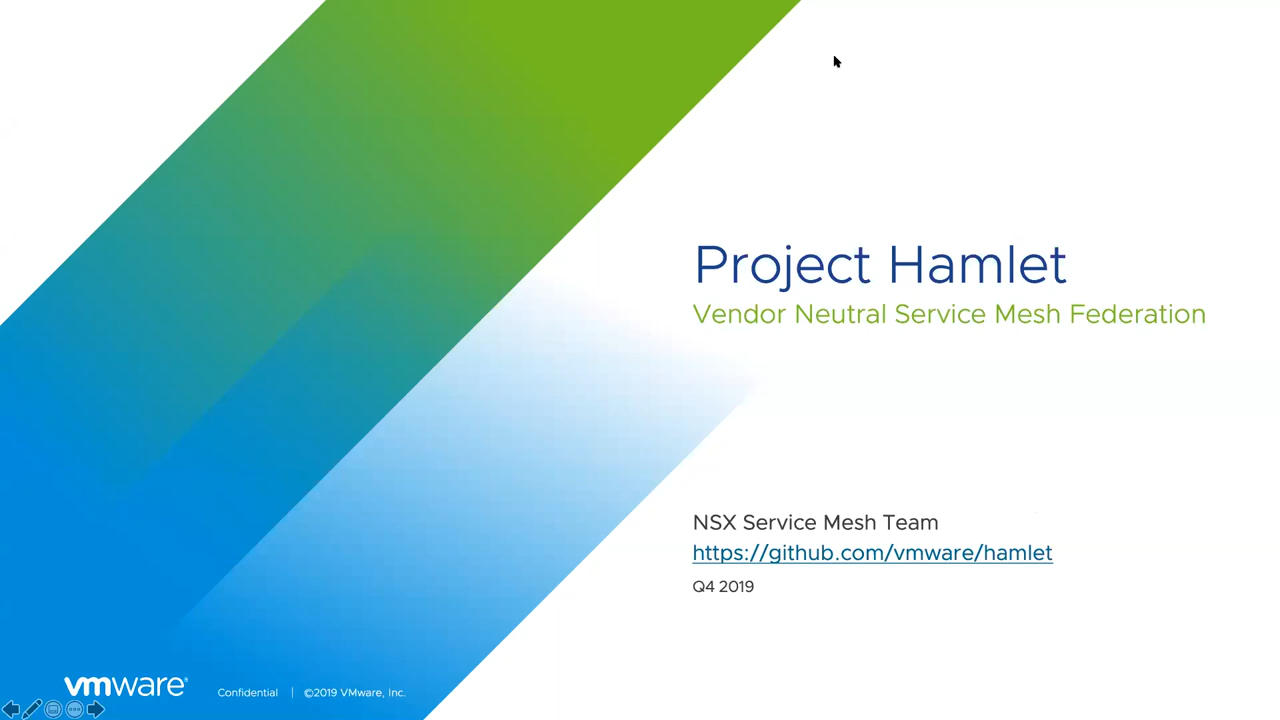 Project Hamlet
Vendor Neutral Service Mesh Federation
NSX Service Mesh Team
https://github.com/vmware/hamlet
Q4 2019
vmware®
Confidential | ©2019 VMware, Inc.